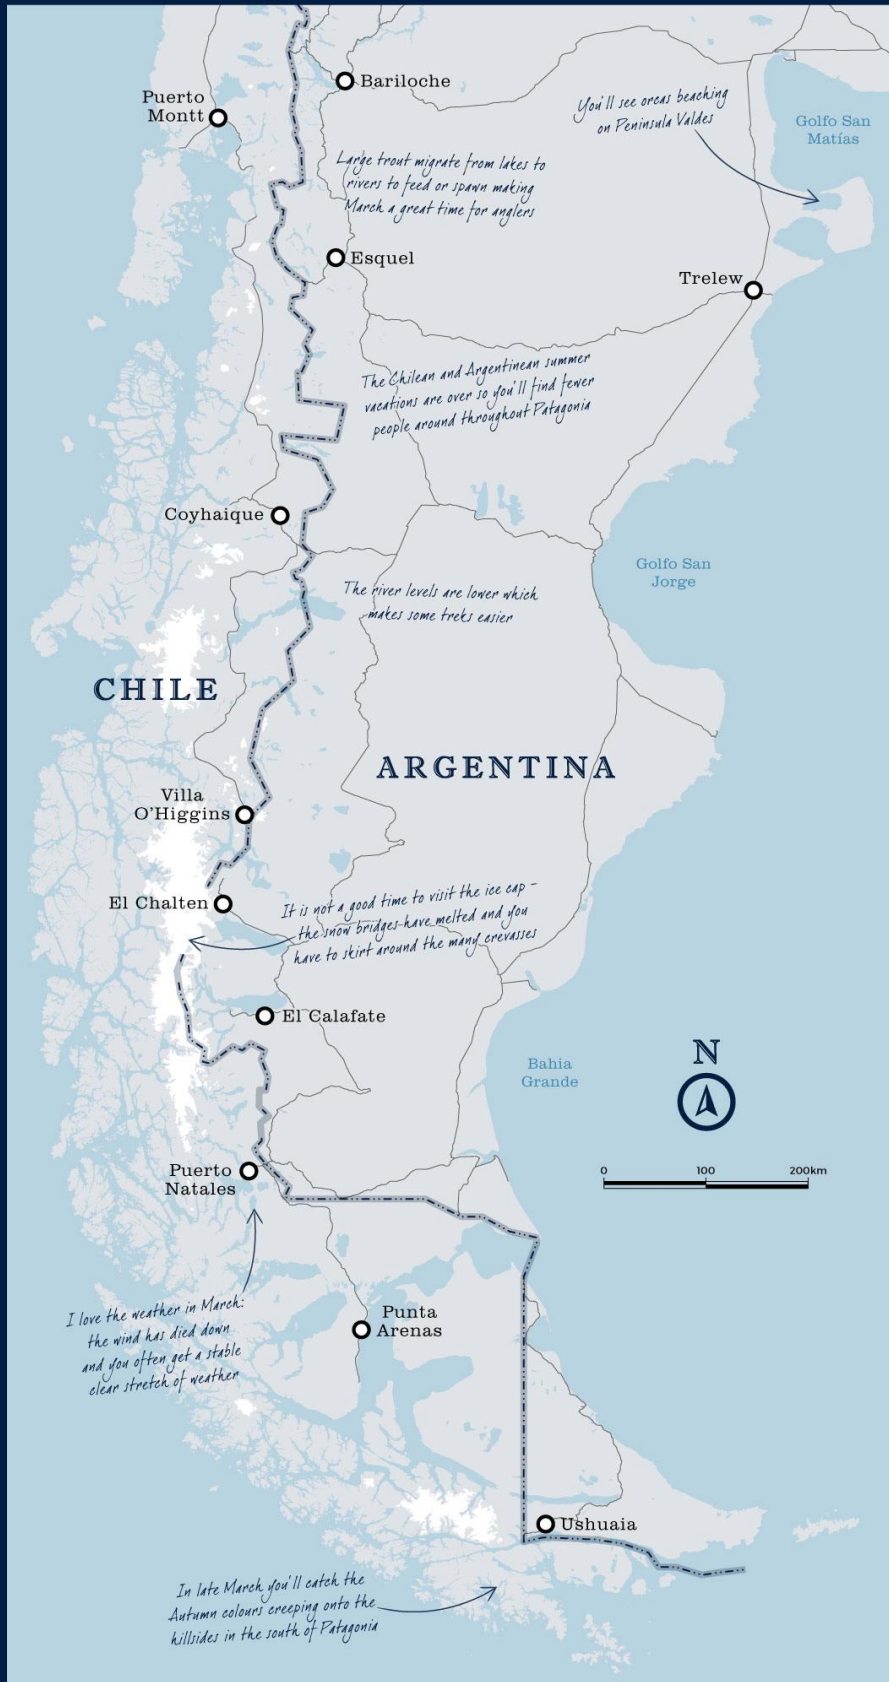 Bariloche
Puerto
Montt
You'll see orcas beaching
on Peninsula Valdes
Golfo San
Matías
Large trout migrate from lakes to
rivers to feed or spawn making
March a great time for anglers
Esquel
Trelew
The Chilean and Argentinean summer
vacations are over so you'll find fewer
people around throughout Patagonia
Coyhaique
Golfo San
Jorge
The river levels are lower which
makes some treks easier
CHILE
ARGENTINA
Villa
O'Higgins
El Chalten
It is not a good time to visit the ice cap –
the snow bridges have melted and you
have to skirt around the many crevasses
El Calafate
Bahia
Grande
N
0 100 200km
Puerto
Natales
I love the weather in March:
the wind has died down
and you often get a stable
clear stretch of weather
Punta
Arenas
Ushuaia
In late March you'll catch the
Autumn colours creeping onto the
hillsides in the south of Patagonia